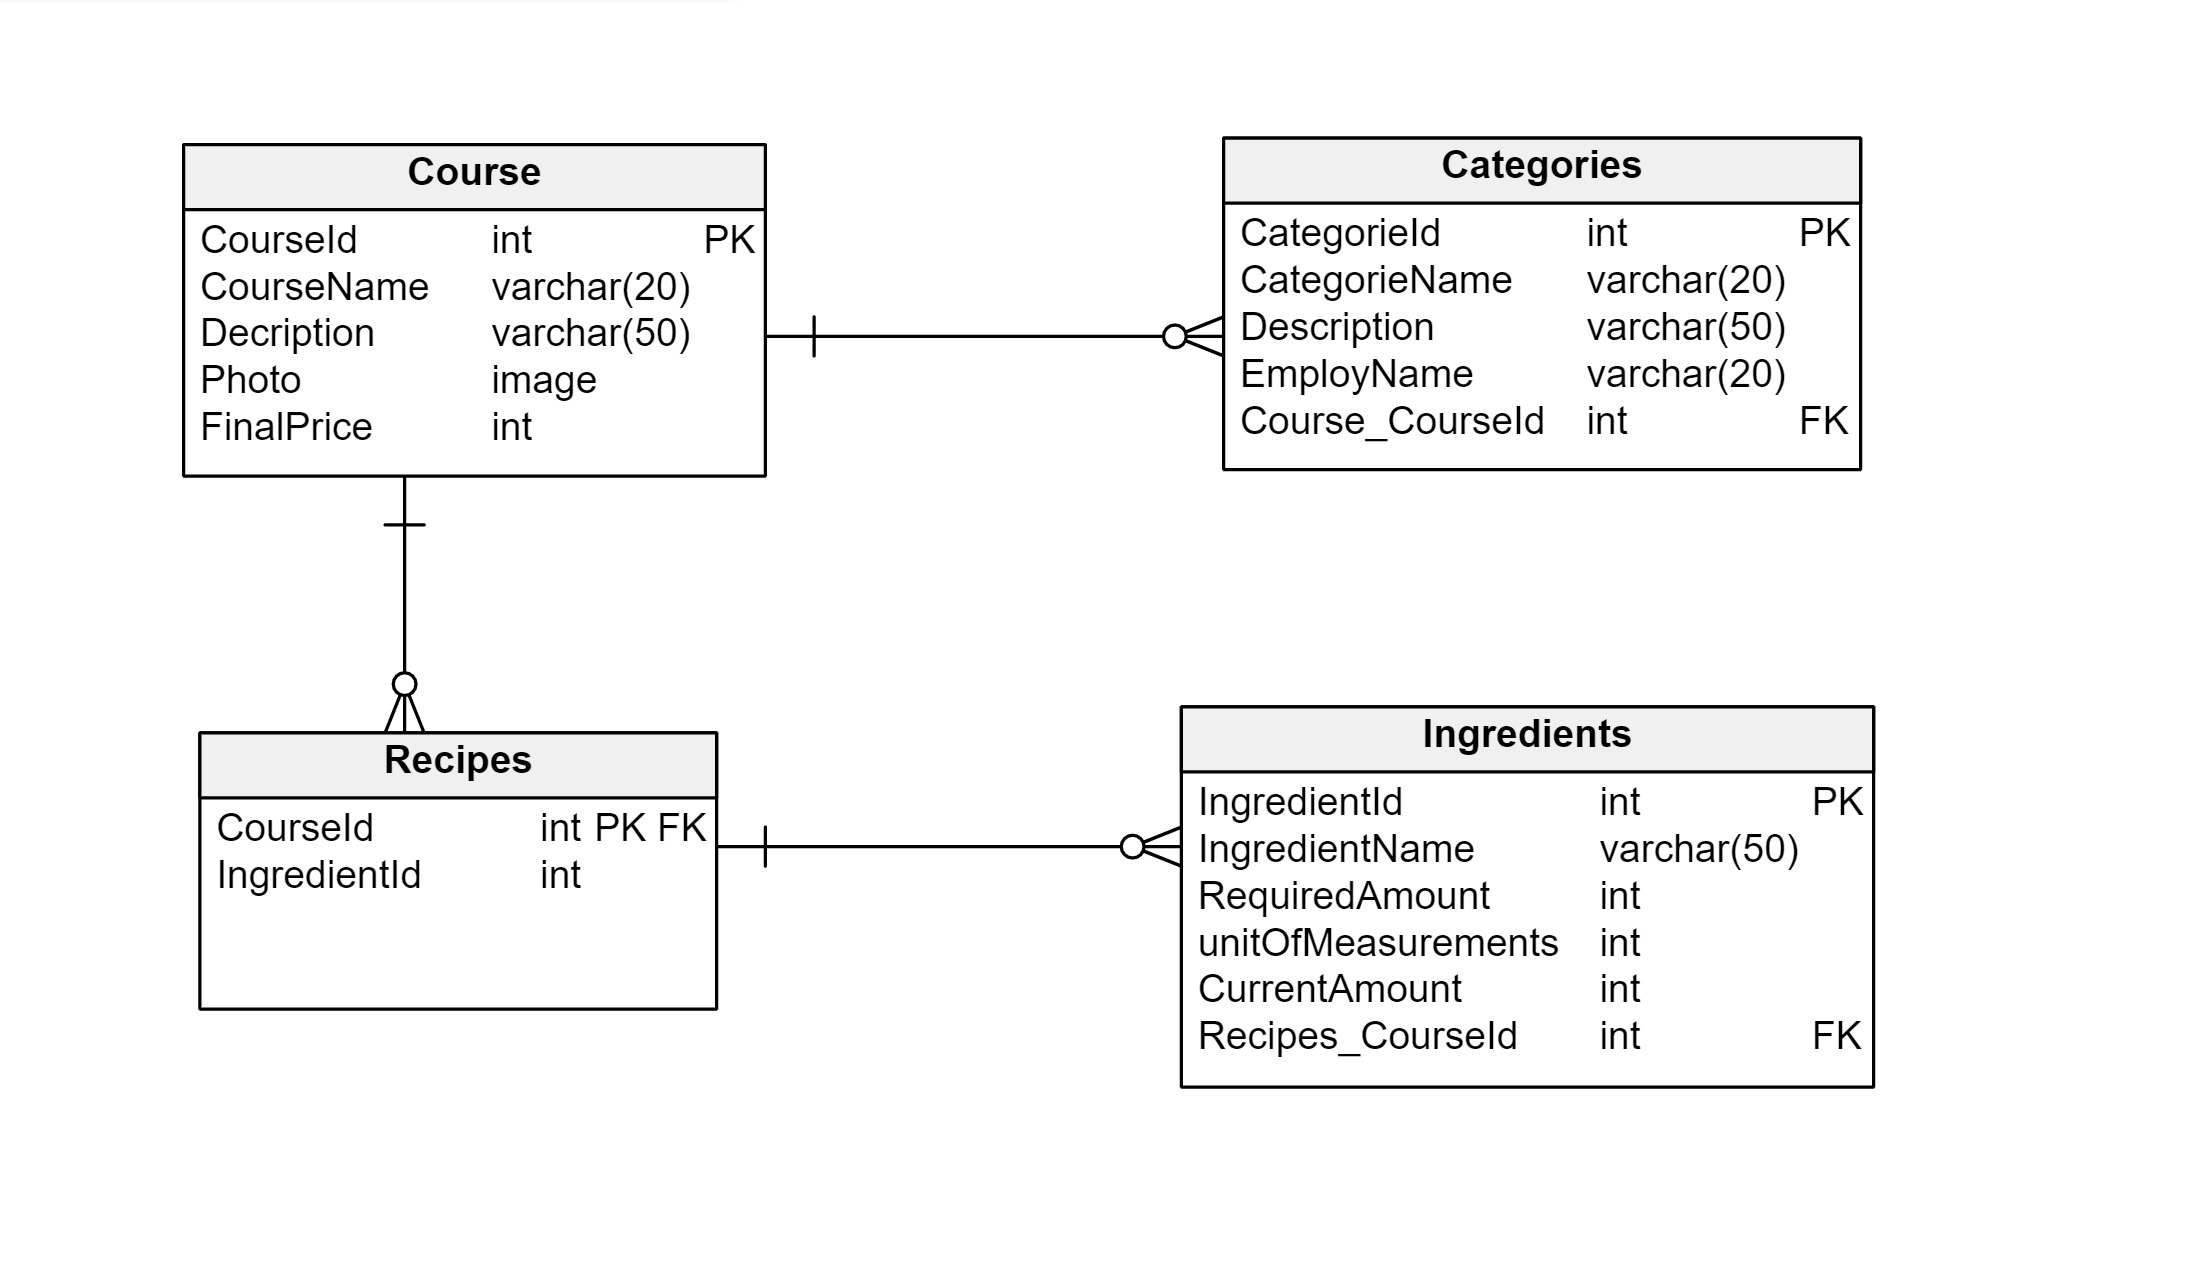 Course
CourseId int PK
CourseName varchar(20)
Decription varchar(50)
Photo image
FinalPrice int
Categories
CategorieId int PK
CategorieName varchar(20)
Description varchar(50)
EmployName varchar(20)
Course_CourseId int FK
Recipes
CourseId int PK FK
IngredientId int
Ingredients
IngredientId int PK
IngredientName varchar(50)
RequiredAmount int
unitOfMeasurements int
CurrentAmount int
Recipes_CourseId int FK